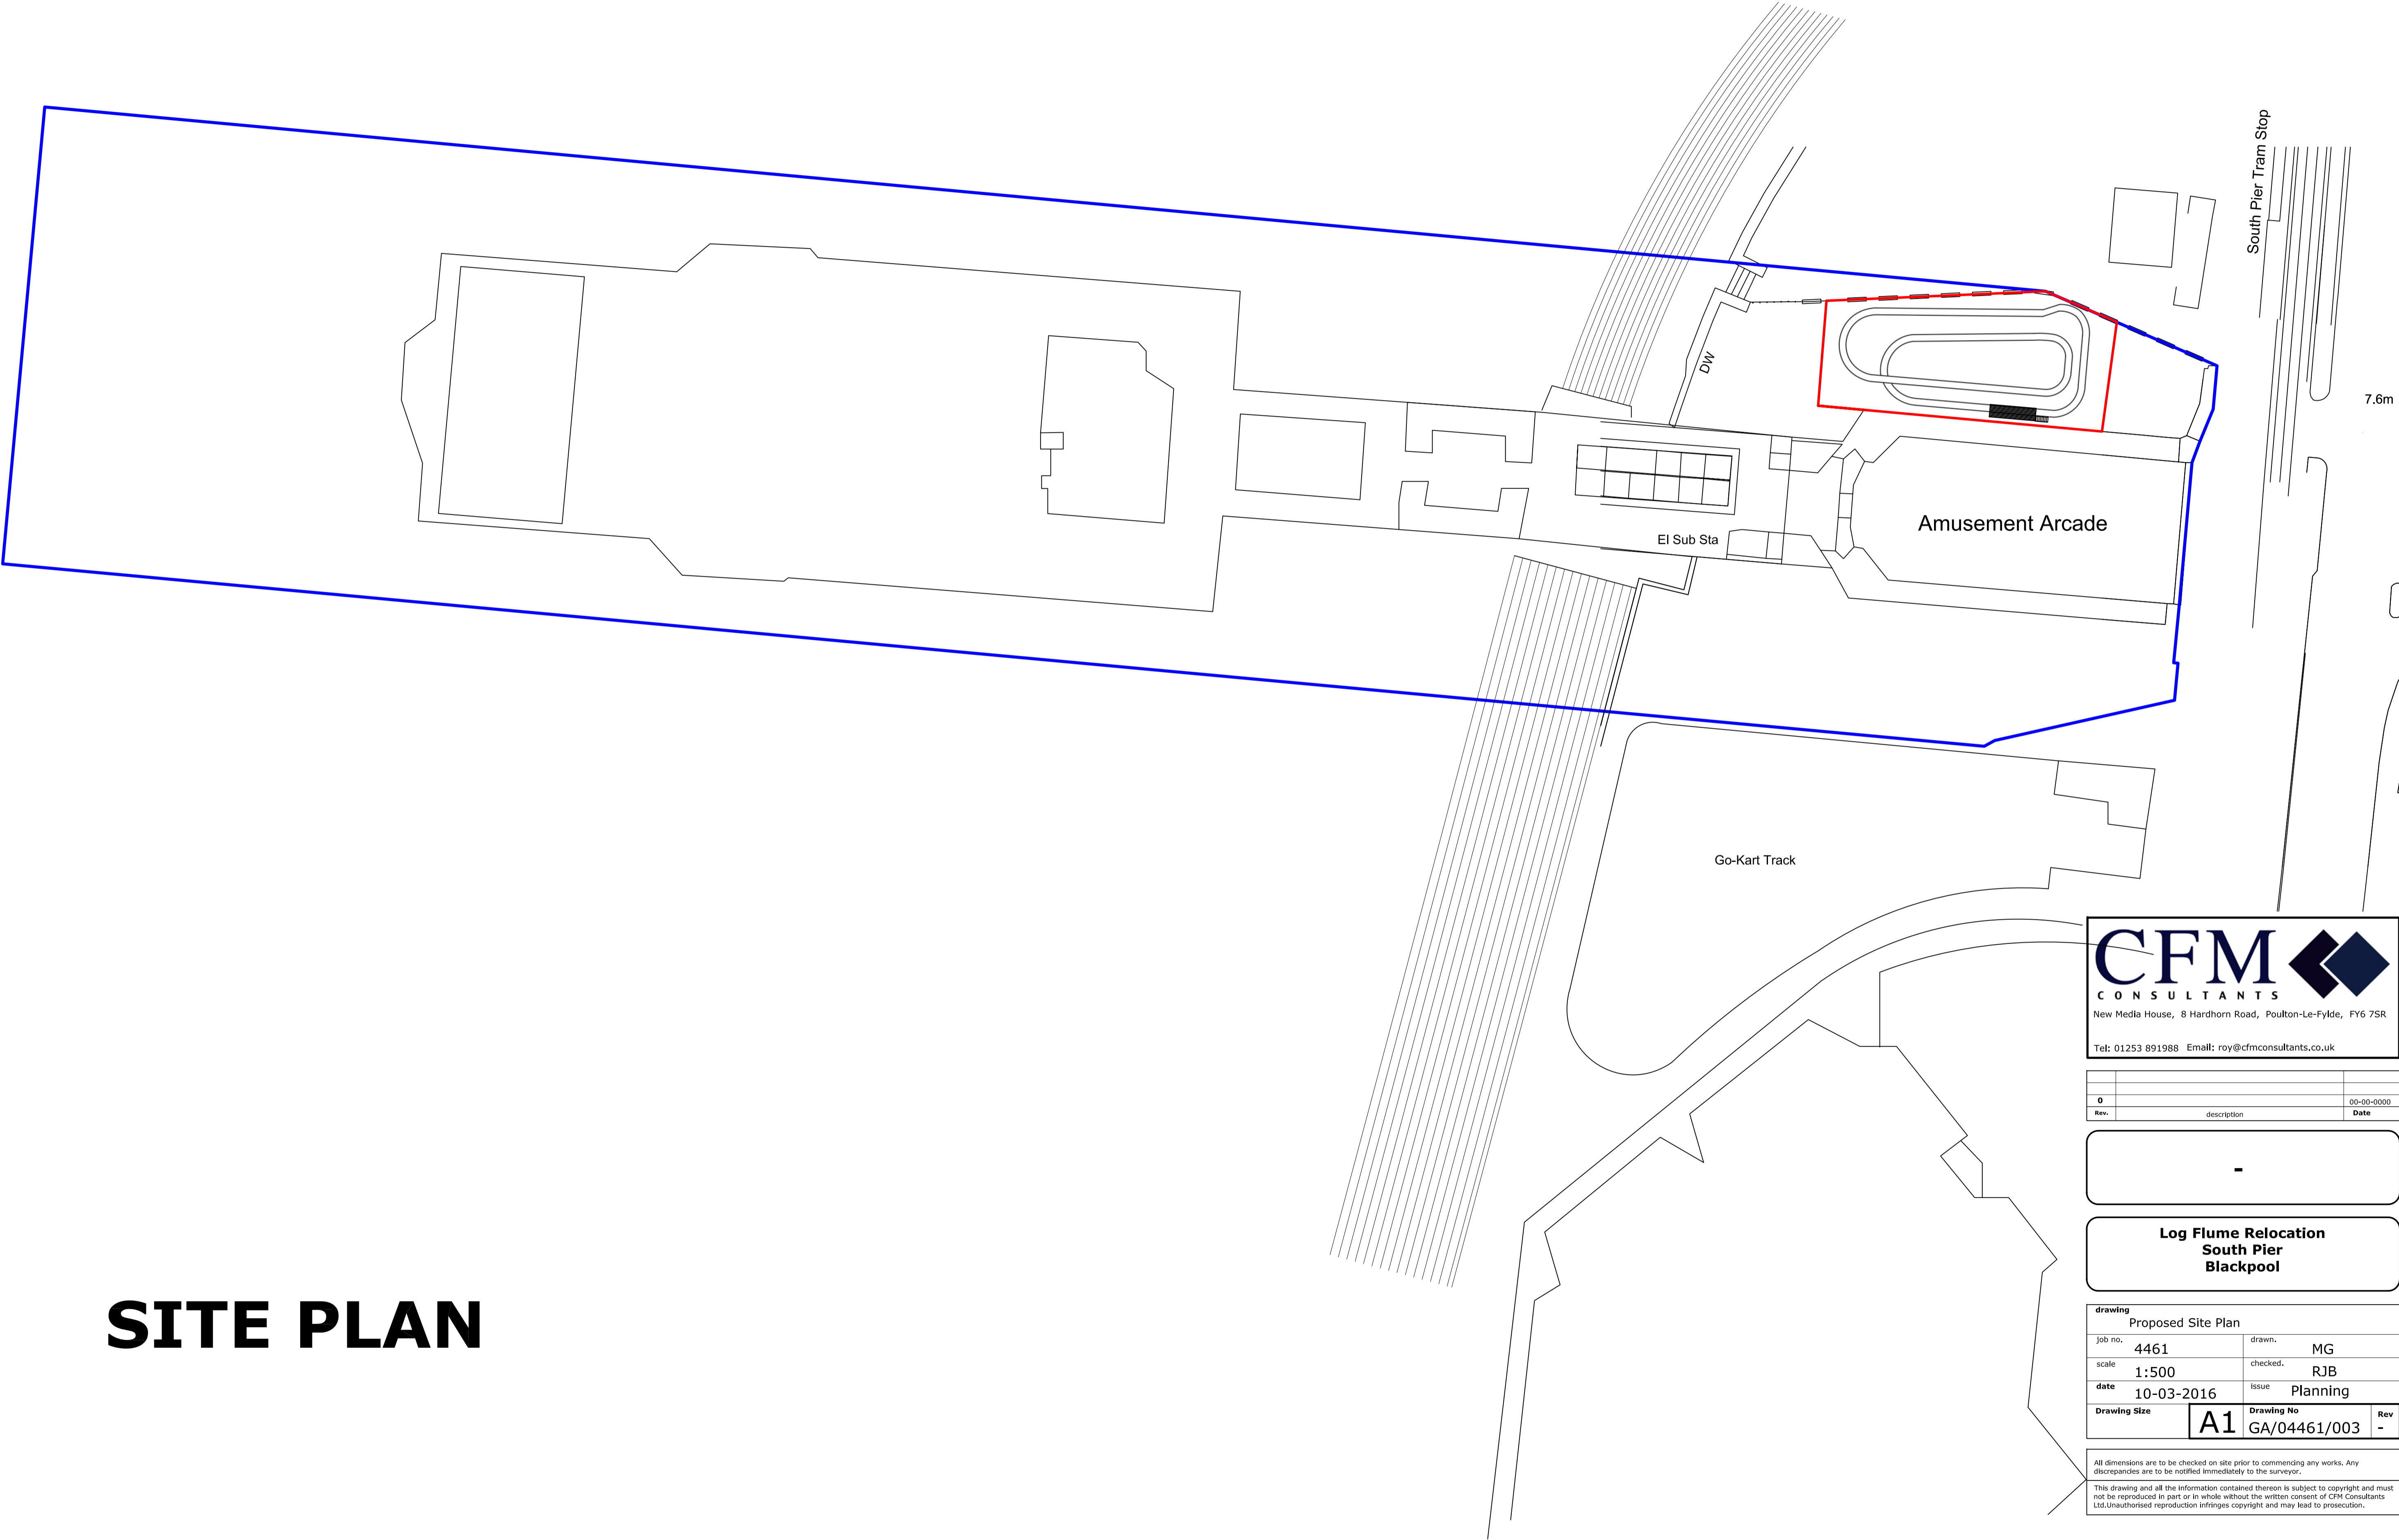 South Pier Tram Stop
7.6m
DW
Amusement Arcade
El Sub Sta
Go-Kart Track
SITE PLAN
CFM
CONSULTANTS
New Media House, 8 Hardhorn Road, Poulton-Le-Fylde, FY6 7SR
Tel: 01253 891988 Email: roy@cfmconsultants.co.uk
0 00-00-0000
Rev. description Date
-
Log Flume Relocation
South Pier
Blackpool
drawing
Proposed Site Plan
job no. 4461 drawn. MG
scale 1:500 checked. RJB
date 10-03-2016 issue Planning
Drawing Size A1 Drawing No GA/04461/003 Rev -
All dimensions are to be checked on site prior to commencing any works. Any
discrepancies are to be notified immediately to the surveyor.
This drawing and all the information contained thereon is subject to copyright and must
not be reproduced in part or in whole without the written consent of CFM Consultants
Ltd.Unauthorised reproduction infringes copyright and may lead to prosecution.